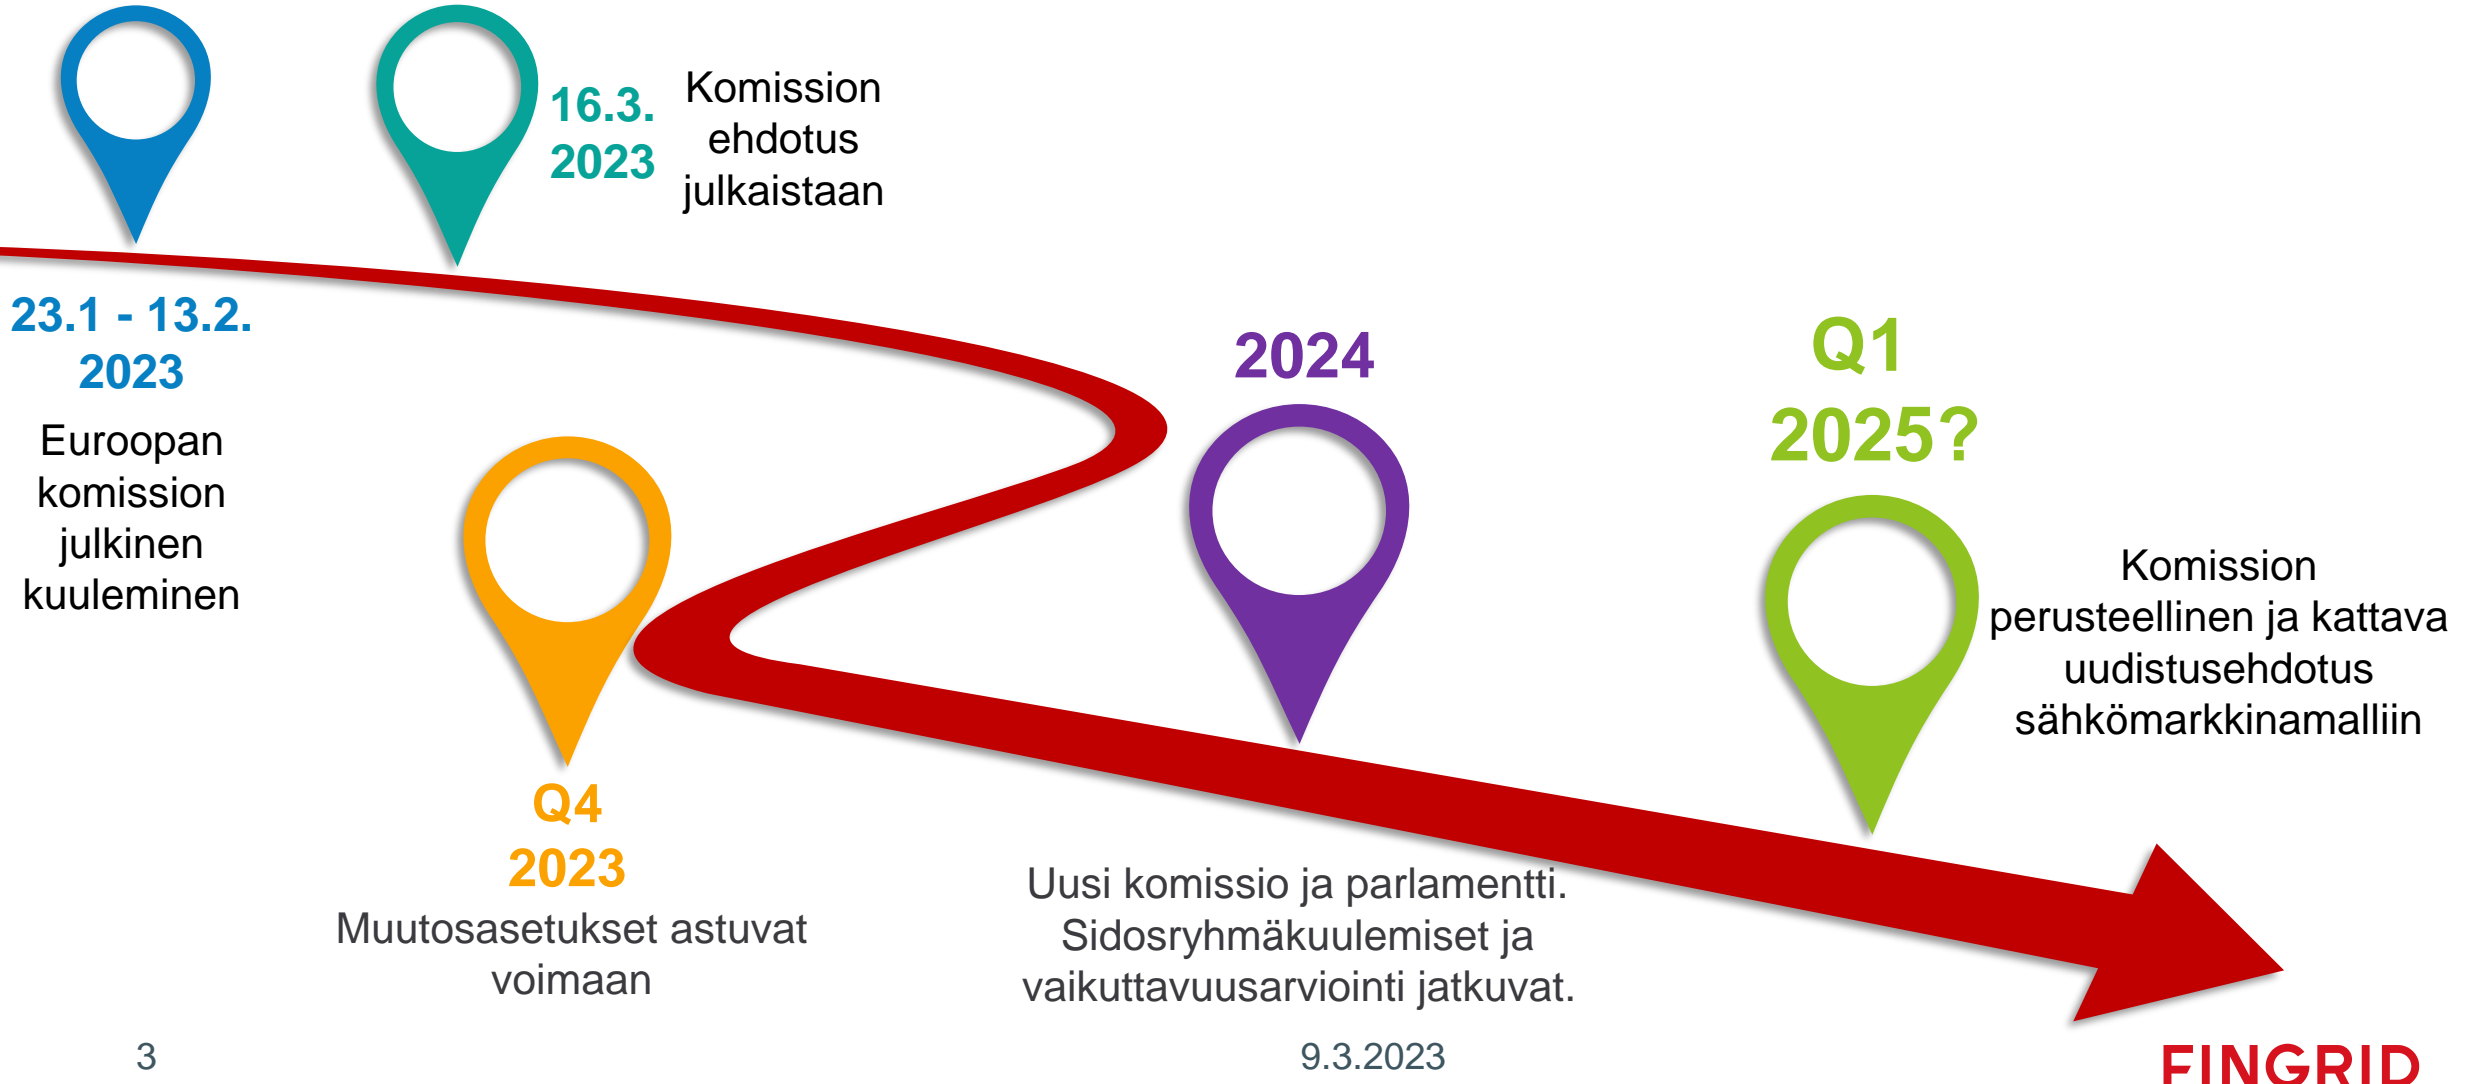 23.1 - 13.2.
2023
Euroopan
komission
julkinen
kuuleminen
16.3.
2023
Komission
ehdotus
julkaistaan
Q4
2023
Muutosasetukset astuvat
voimaan
2024
Uusi komissio ja parlamentti.
Sidosryhmäkuulemiset ja
vaikuttavuusarviointi jatkuvat.
Q1
2025?
Komission
perusteellinen ja kattava
uudistusehdotus
sähkömarkkinamalliin
3
9.3.2023
FINGRID